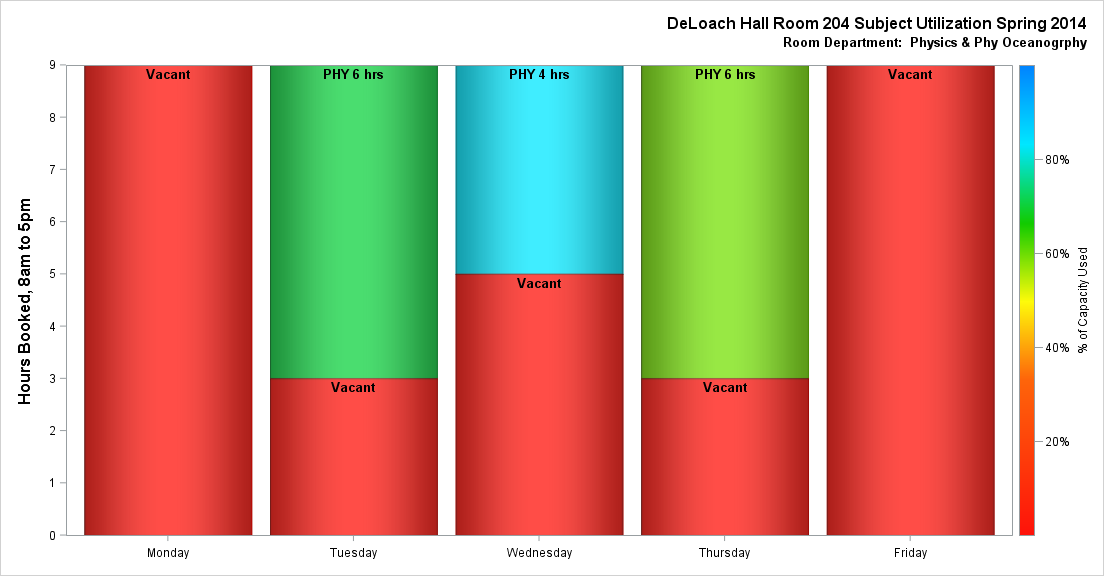 DeLoach Hall Room 204 Subject Utilization Spring 2014
Room Department:  Physics & Phy Oceanogrphy
Hours Booked, 8am to 5pm
9
8
7
6
5
4
3
2
1
0
Vacant
PHY 6 hrs
PHY 4 hrs
PHY 6 hrs
Vacant
Vacant
Vacant
Vacant
Monday
Tuesday
Wednesday
Thursday
Friday
80%
60%
40%
20%
% of Capacity Used